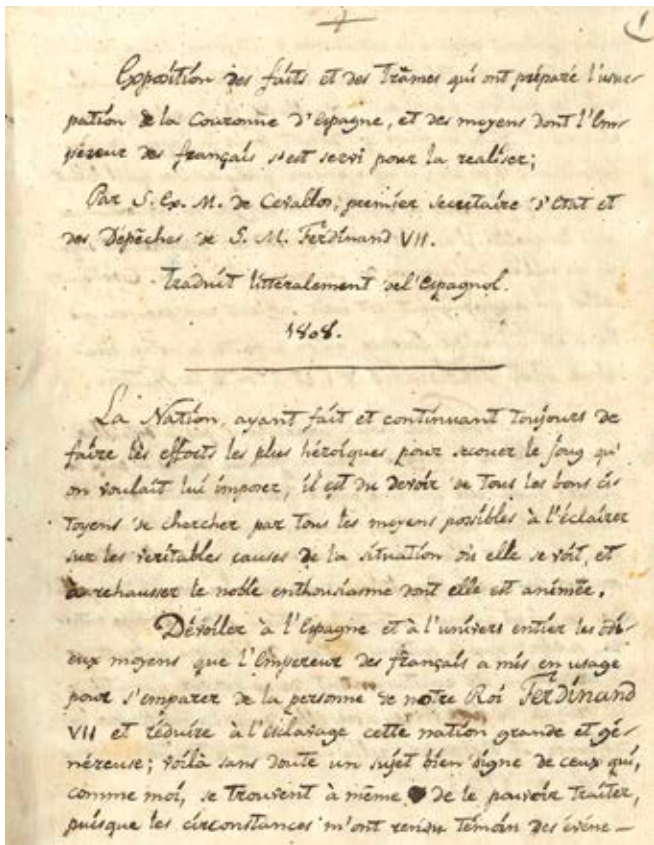 1
Exposition des faits et des trâmes qui ont préparé l'usur-
pation de la Couronne d'Espagne, et des moyens dont l'Em-
péreur des français s'est servi pour la realiser;
Par S. Ex. M. de Cevallos, premier secretaire d'Etat et
des Dépêches de S. M. Ferdinand VII.
Traduit littéralement de l'Espagnol.
1808.
La Nation, ayant fait et continuant toujours de
faire les efforts les plus héroïques pour secouer le joug qu'
on voulait lui imposer, il est du devoir de tous les bons ci-
toyens de chercher par tous les moyens possibles à l'éclairer
sur les veritables causes de la situation où elle se voit, et
à rehausser le noble enthousiasme dont elle est animée.
Dévoiler à l'Espagne et à l'univers entier les odi-
eux moyens que l'Empereur des français a mis en usage
pour s'emparer de la personne de notre Roi Ferdinand
VII et réduire à l'esclavage cette nation grande et gé-
néreuse; voilà sans doute un sujet bien digne de ceux qui,
comme moi, se trouvent à même de le pouvoir traiter,
puisque les circonstances m'ont rendu témoin des évène-